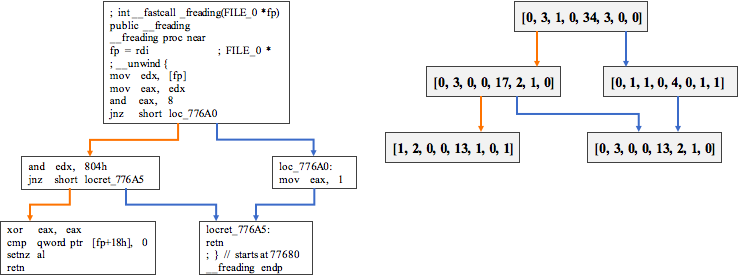 ; int __fastcall _freading(FILE_0 *fp)
public __freading
__freading proc near
fp = rdi ; FILE_0 *
; __unwind {
mov edx, [fp]
mov eax, edx
and eax, 8
jnz short loc_776A0
and edx, 804h
jnz short locret_776A5
loc_776A0:
mov eax, 1
xor eax, eax
cmp qword ptr [fp+18h], 0
setnz al
retn
locret_776A5:
retn
; } // starts at 77680
__freading endp
[0, 3, 1, 0, 34, 3, 0, 0]
[0, 3, 0, 0, 17, 2, 1, 0]
[0, 1, 1, 0, 4, 0, 1, 1]
[1, 2, 0, 0, 13, 1, 0, 1]
[0, 3, 0, 0, 13, 2, 1, 0]